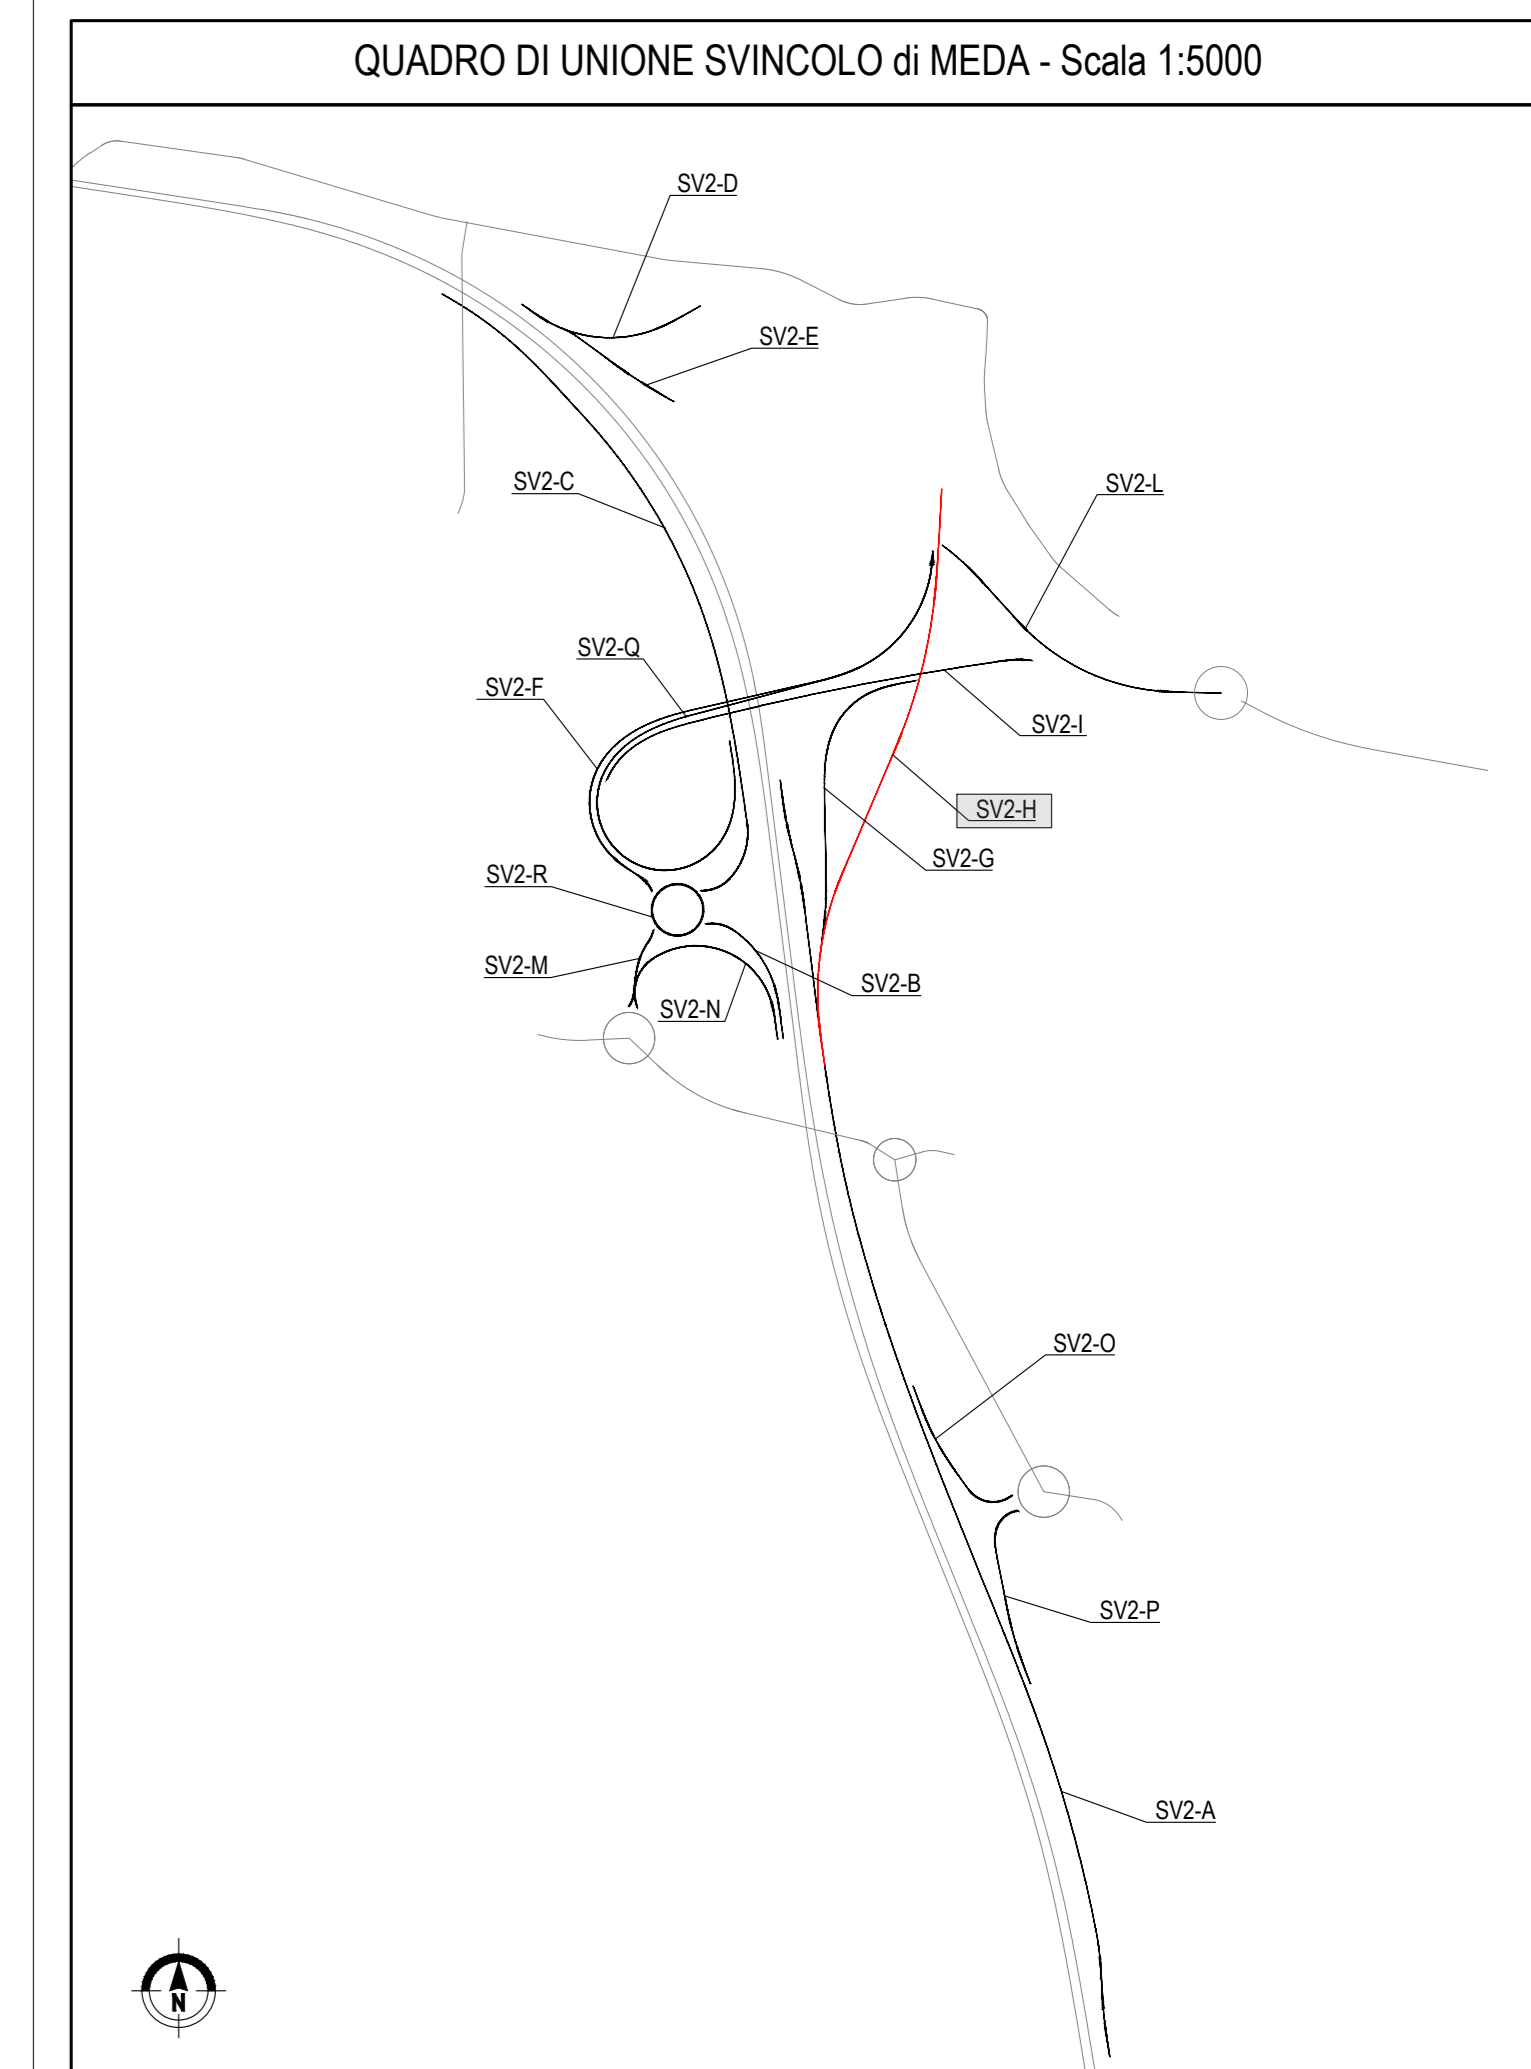 QUADRO DI UNIONE SVINCOLO di MEDA - Scala 1:5000
SV2-D
SV2-E
SV2-C
SV2-L
SV2-Q
SV2-F
SV2-I
SV2-H
SV2-G
SV2-R
SV2-M
SV2-B
SV2-N
SV2-O
SV2-P
SV2-A
N